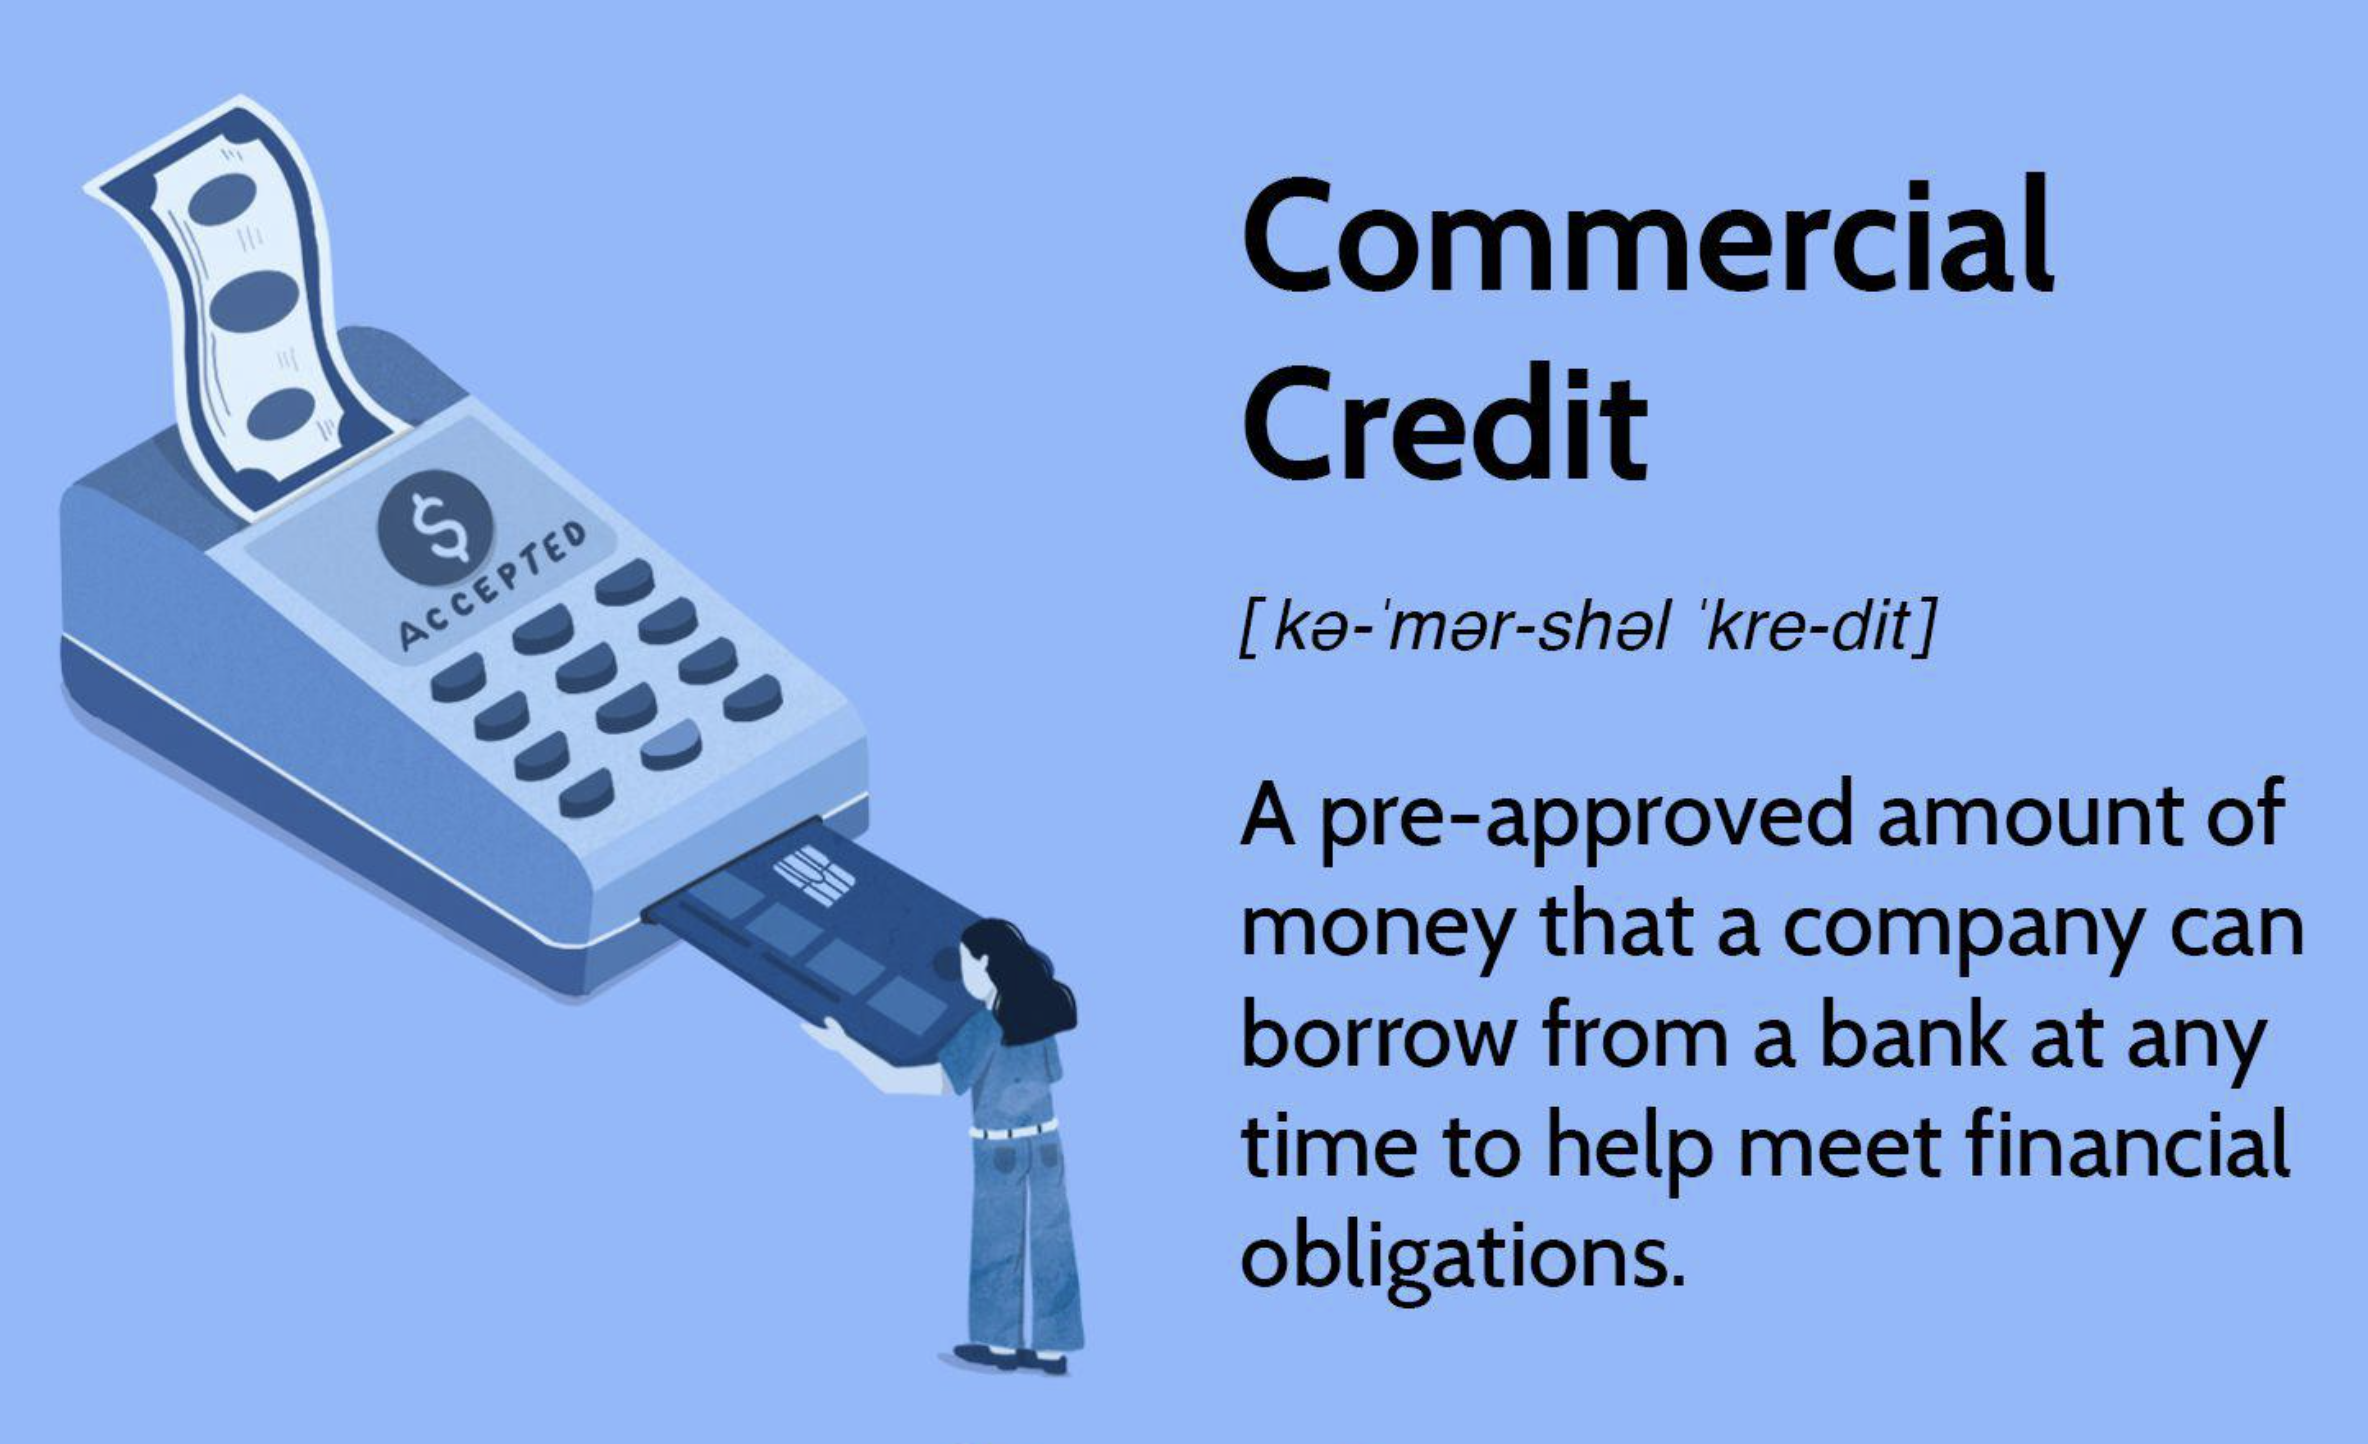 ACCEPTED
Commercial
Credit
[kə-ˈmər-shəl ˈkre-dit]
A pre-approved amount of
money that a company can
borrow from a bank at any
time to help meet financial
obligations.